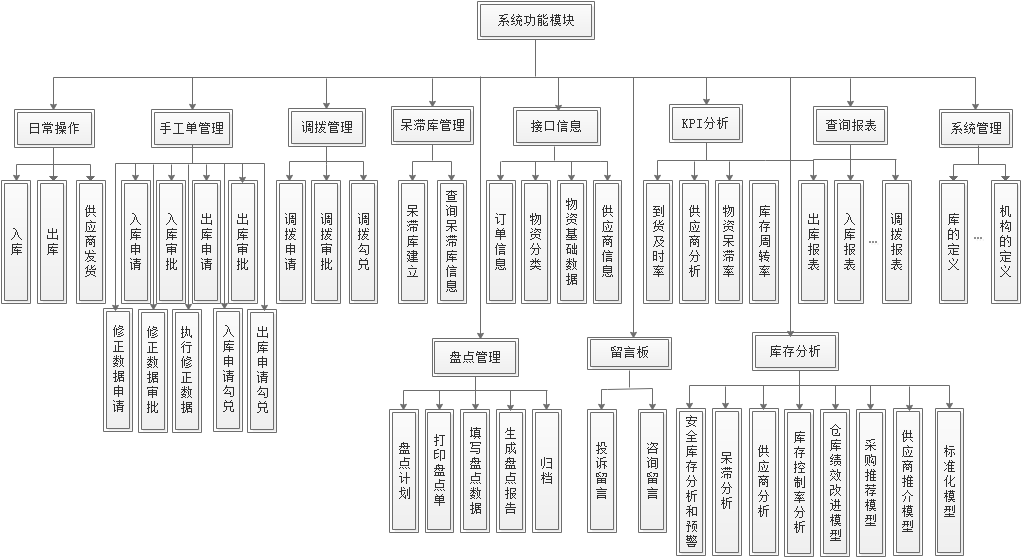 系统功能模块
日常操作
手工单管理
调拨管理
呆滞库管理
接口信息
KPI分析
查询报表
系统管理
入库
出库
供应商发货
入库申请
入库审批
出库申请
出库审批
调拨申请
调拨审批
调拨勾兑
呆滞库建立
查询呆滞库信息
订单信息
物资分类
物资基础数据
供应商信息
到货及时率
供应商分析
物资呆滞率
库存周转率
出库报表
入库报表
...
调拨报表
库的定义
...
机构的定义
修正数据申请
修正数据审批
执行修正数据
入库申请勾兑
出库申请勾兑
盘点管理
留言板
库存分析
盘点计划
打印盘点单
填写盘点数据
生成盘点报告
归档
投诉留言
咨询留言
安全库存分析和预警
呆滞分析
供应商分析
库存控制率分析
仓库绩效改进模型
采购推荐模型
供应商推介模型
标准化模型